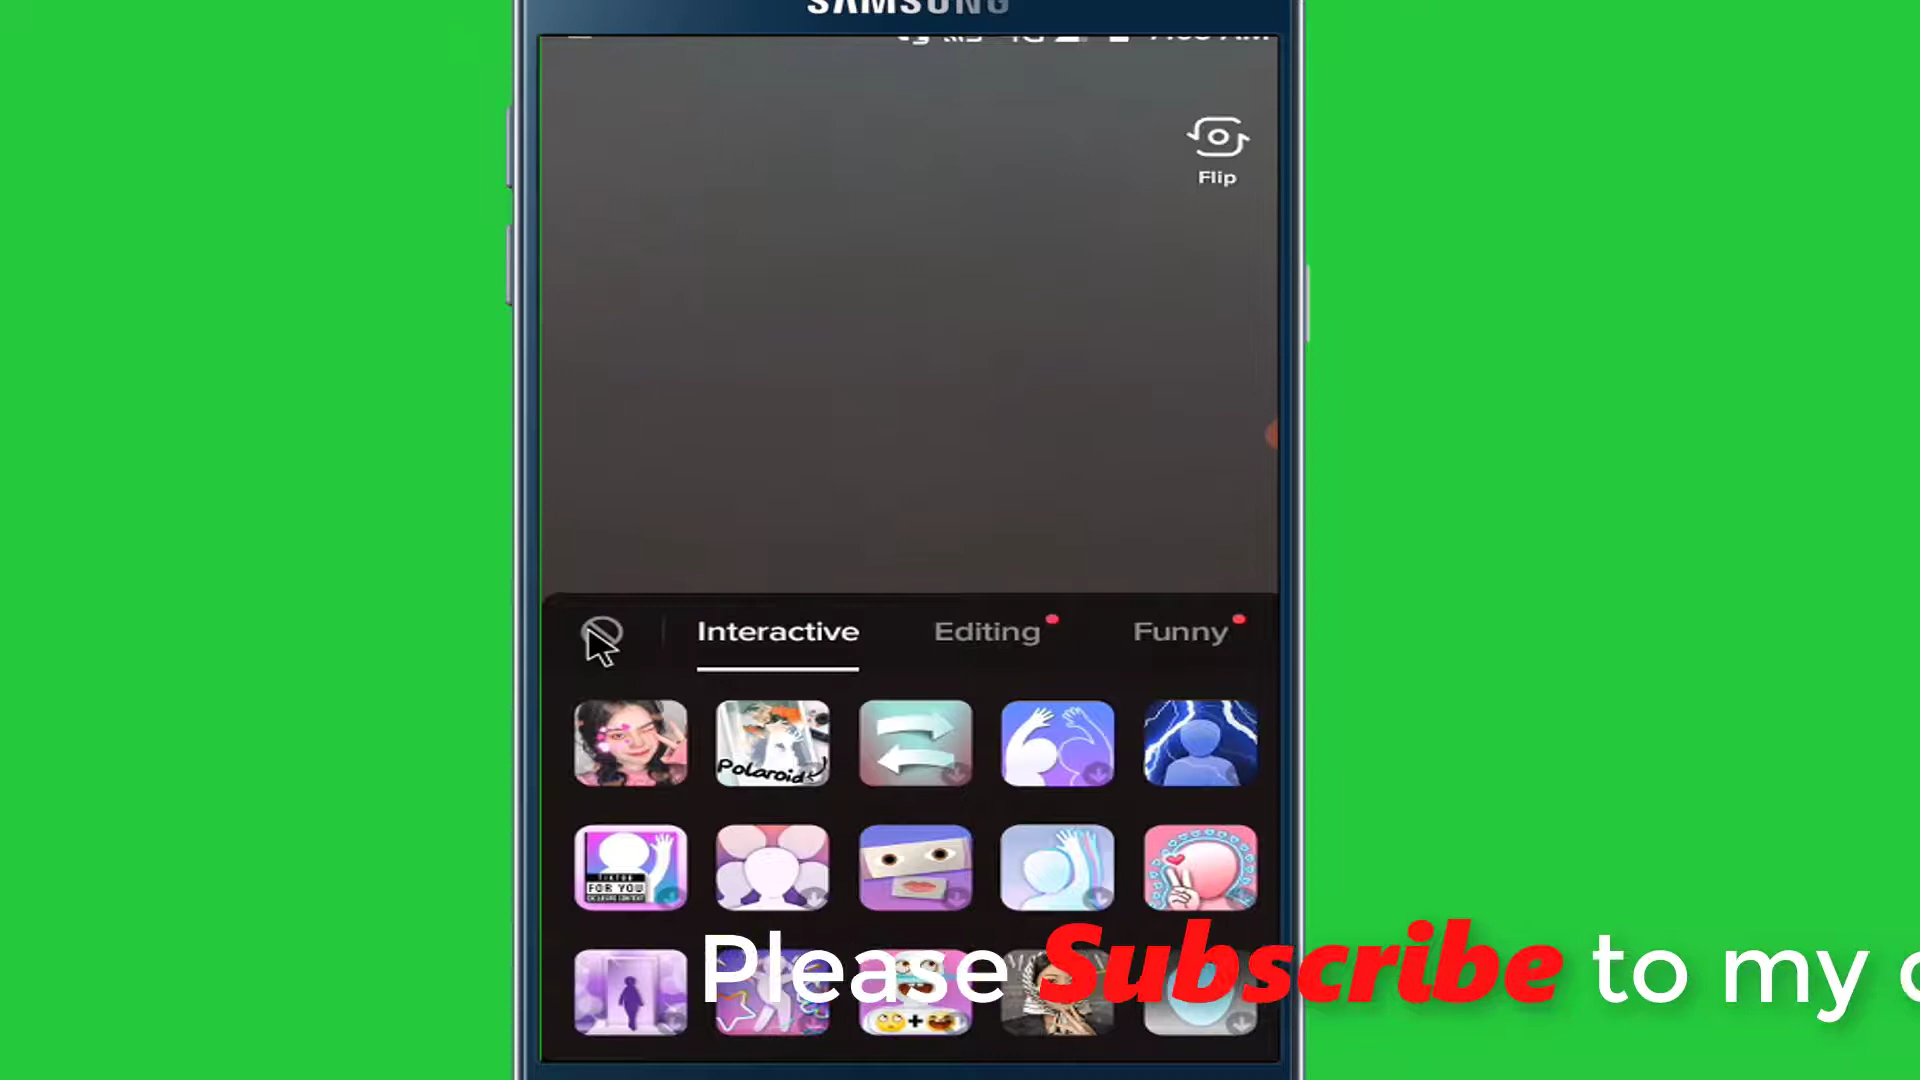 SAMSUNG
Flip
Interactive
Editing
Funny
Polaroid
TIKTOK
FOR YOU
Please Subscribe to my